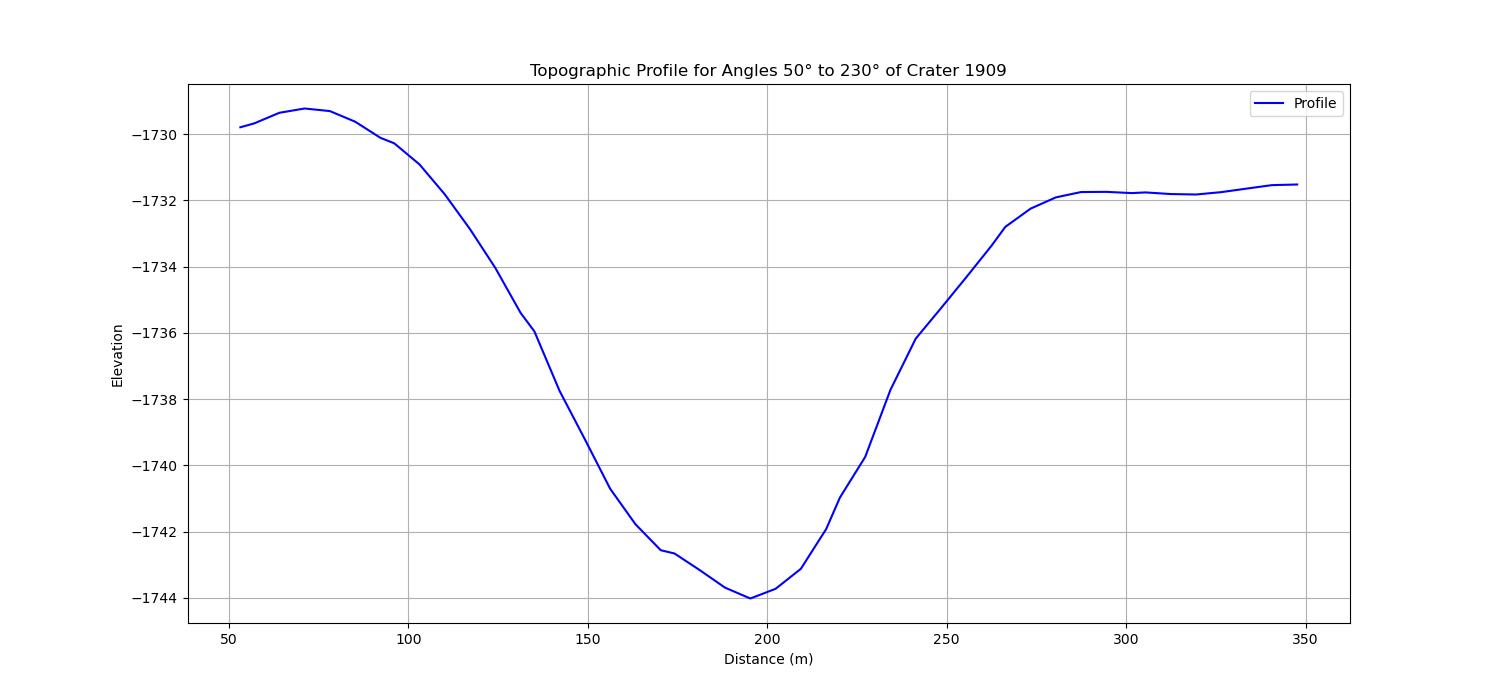 Topographic Profile for Angles 50° to 230° of Crater 1909
Profile
−1730
−1732
−1734
−1736
−1738
−1740
−1742
−1744
Elevation
50 100 150 200 250 300 350
Distance (m)